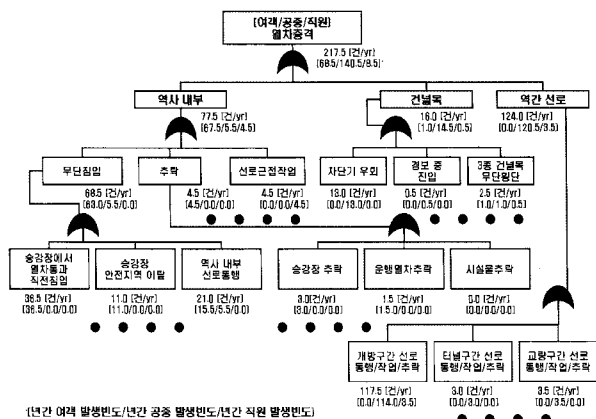 (여객/공중/직원)
열차충격
217.5 [건/yr]
(68.5/140.5/8.5)
역사 내부
77.5 [건/yr]
(67.5/5.5/4.5)
건널목
16.0 [건/yr]
(1.0/14.5/0.5)
역간 선로
124.0 [건/yr]
(0.0/120.5/3.5)
무단침입
68.5 [건/yr]
(63.0/5.5/0.0)
추락
4.5 [건/yr]
(4.5/0.0/0.0)
선로근접작업
4.5 [건/yr]
(0.0/0.0/4.5)
차단기 우회
13.0 [건/yr]
(0.0/13.0/0.0)
경보 중
진입
0.5 [건/yr]
(0.0/0.5/0.0)
3종 건널목
무단횡단
2.5 [건/yr]
(1.0/1.0/0.5)
승강장에서
열차통과
직전침입
36.5 [건/yr]
(36.5/0.0/0.0)
승강장
안전지역 이탈
11.0 [건/yr]
(11.0/0.0/0.0)
역사 내부
선로통행
21.0 [건/yr]
(15.5/5.5/0.0)
승강장 추락
3.0[건/yr]
(3.0/0.0/0.0)
운행열차추락
1.5 [건/yr]
(1.5/0.0/0.0)
시설물추락
0.0 [건/yr]
(0.0/0.0/0.0)
개방구간 선로
통행/작업/추락
117.5 [건/yr]
(0.0/114.0/3.5)
터널구간 선로
통행/작업/추락
3.0 [건/yr]
(0.0/3.0/0.0)
교량구간 선로
통행/작업/추락
3.5 [건/yr]
(0.0/3.5/0.0)
(년간 여객 발생빈도/년간 공중 발생빈도/년간 직원 발생빈도)